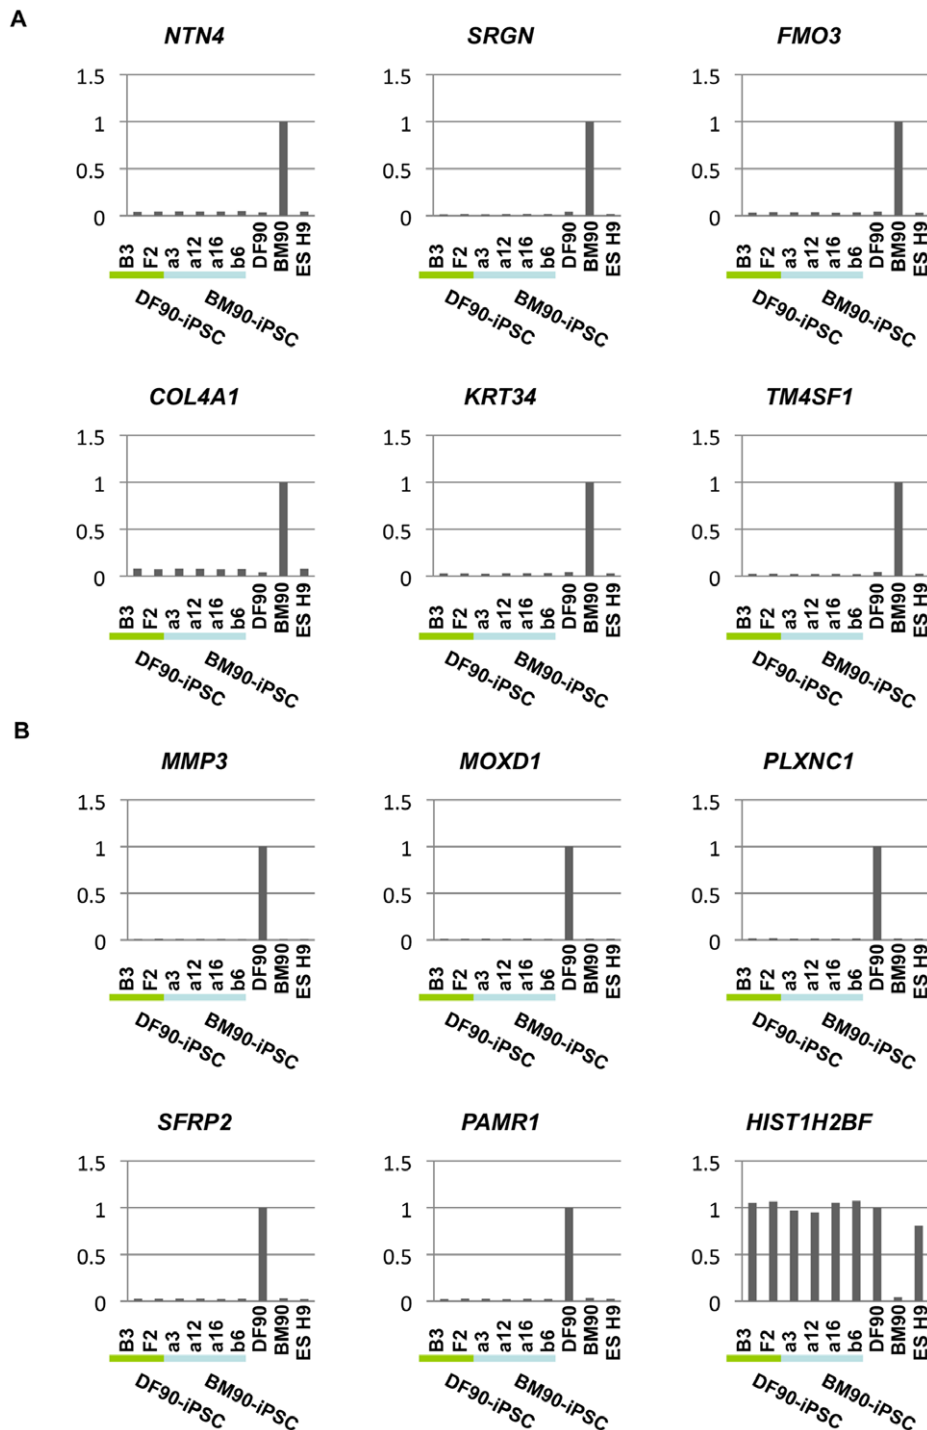 A
NTN4 SRGN FMO3
1.5 1.5 1.5
1 1 1
0.5 0.5 0.5
0 0 0
B3 F2 a3 a12 a16 b6 DF90 BM90 ES H9 B3 F2 a3 a12 a16 b6 DF90 BM90 ES H9 B3 F2 a3 a12 a16 b6 DF90 BM90 ES H9
DF90-iPSC BM90-iPSC DF90-iPSC BM90-iPSC DF90-iPSC BM90-iPSC
COL4A1 KRT34 TM4SF1
1.5 1.5 1.5
1 1 1
0.5 0.5 0.5
0 0 0
B3 F2 a3 a12 a16 b6 DF90 BM90 ES H9 B3 F2 a3 a12 a16 b6 DF90 BM90 ES H9 B3 F2 a3 a12 a16 b6 DF90 BM90 ES H9
DF90-iPSC BM90-iPSC DF90-iPSC BM90-iPSC DF90-iPSC BM90-iPSC
B
MMP3 MOXD1 PLXNC1
1.5 1.5 1.5
1 1 1
0.5 0.5 0.5
0 0 0
B3 F2 a3 a12 a16 b6 DF90 BM90 ES H9 B3 F2 a3 a12 a16 b6 DF90 BM90 ES H9 B3 F2 a3 a12 a16 b6 DF90 BM90 ES H9
DF90-iPSC BM90-iPSC DF90-iPSC BM90-iPSC DF90-iPSC BM90-iPSC
SFRP2 PAMR1 HIST1H2BF
1.5 1.5 1.5
1 1 1
0.5 0.5 0.5
0 0 0
B3 F2 a3 a12 a16 b6 DF90 BM90 ES H9 B3 F2 a3 a12 a16 b6 DF90 BM90 ES H9 B3 F2 a3 a12 a16 b6 DF90 BM90 ES H9
DF90-iPSC BM90-iPSC DF90-iPSC BM90-iPSC DF90-iPSC BM90-iPSC